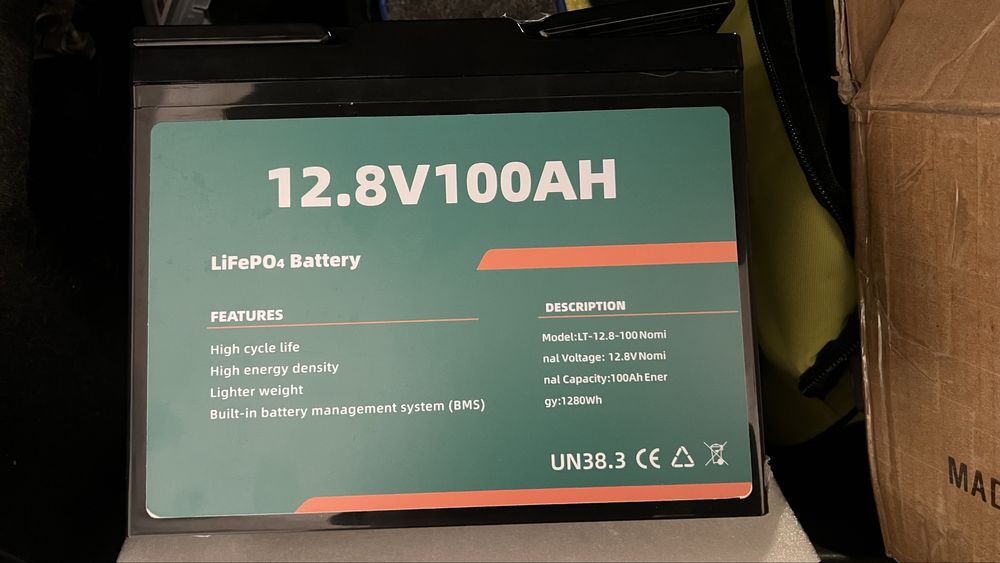 12.8V100AH
LiFePO4 Battery
FEATURES
High cycle life
High energy density
Lighter weight
Built-in battery management system (BMS)
DESCRIPTION
Model:LT-12.8-100 Nomi
nal Voltage: 12.8V Nomi
nal Capacity:100Ah Ener
gy:1280Wh
UN38.3 CE